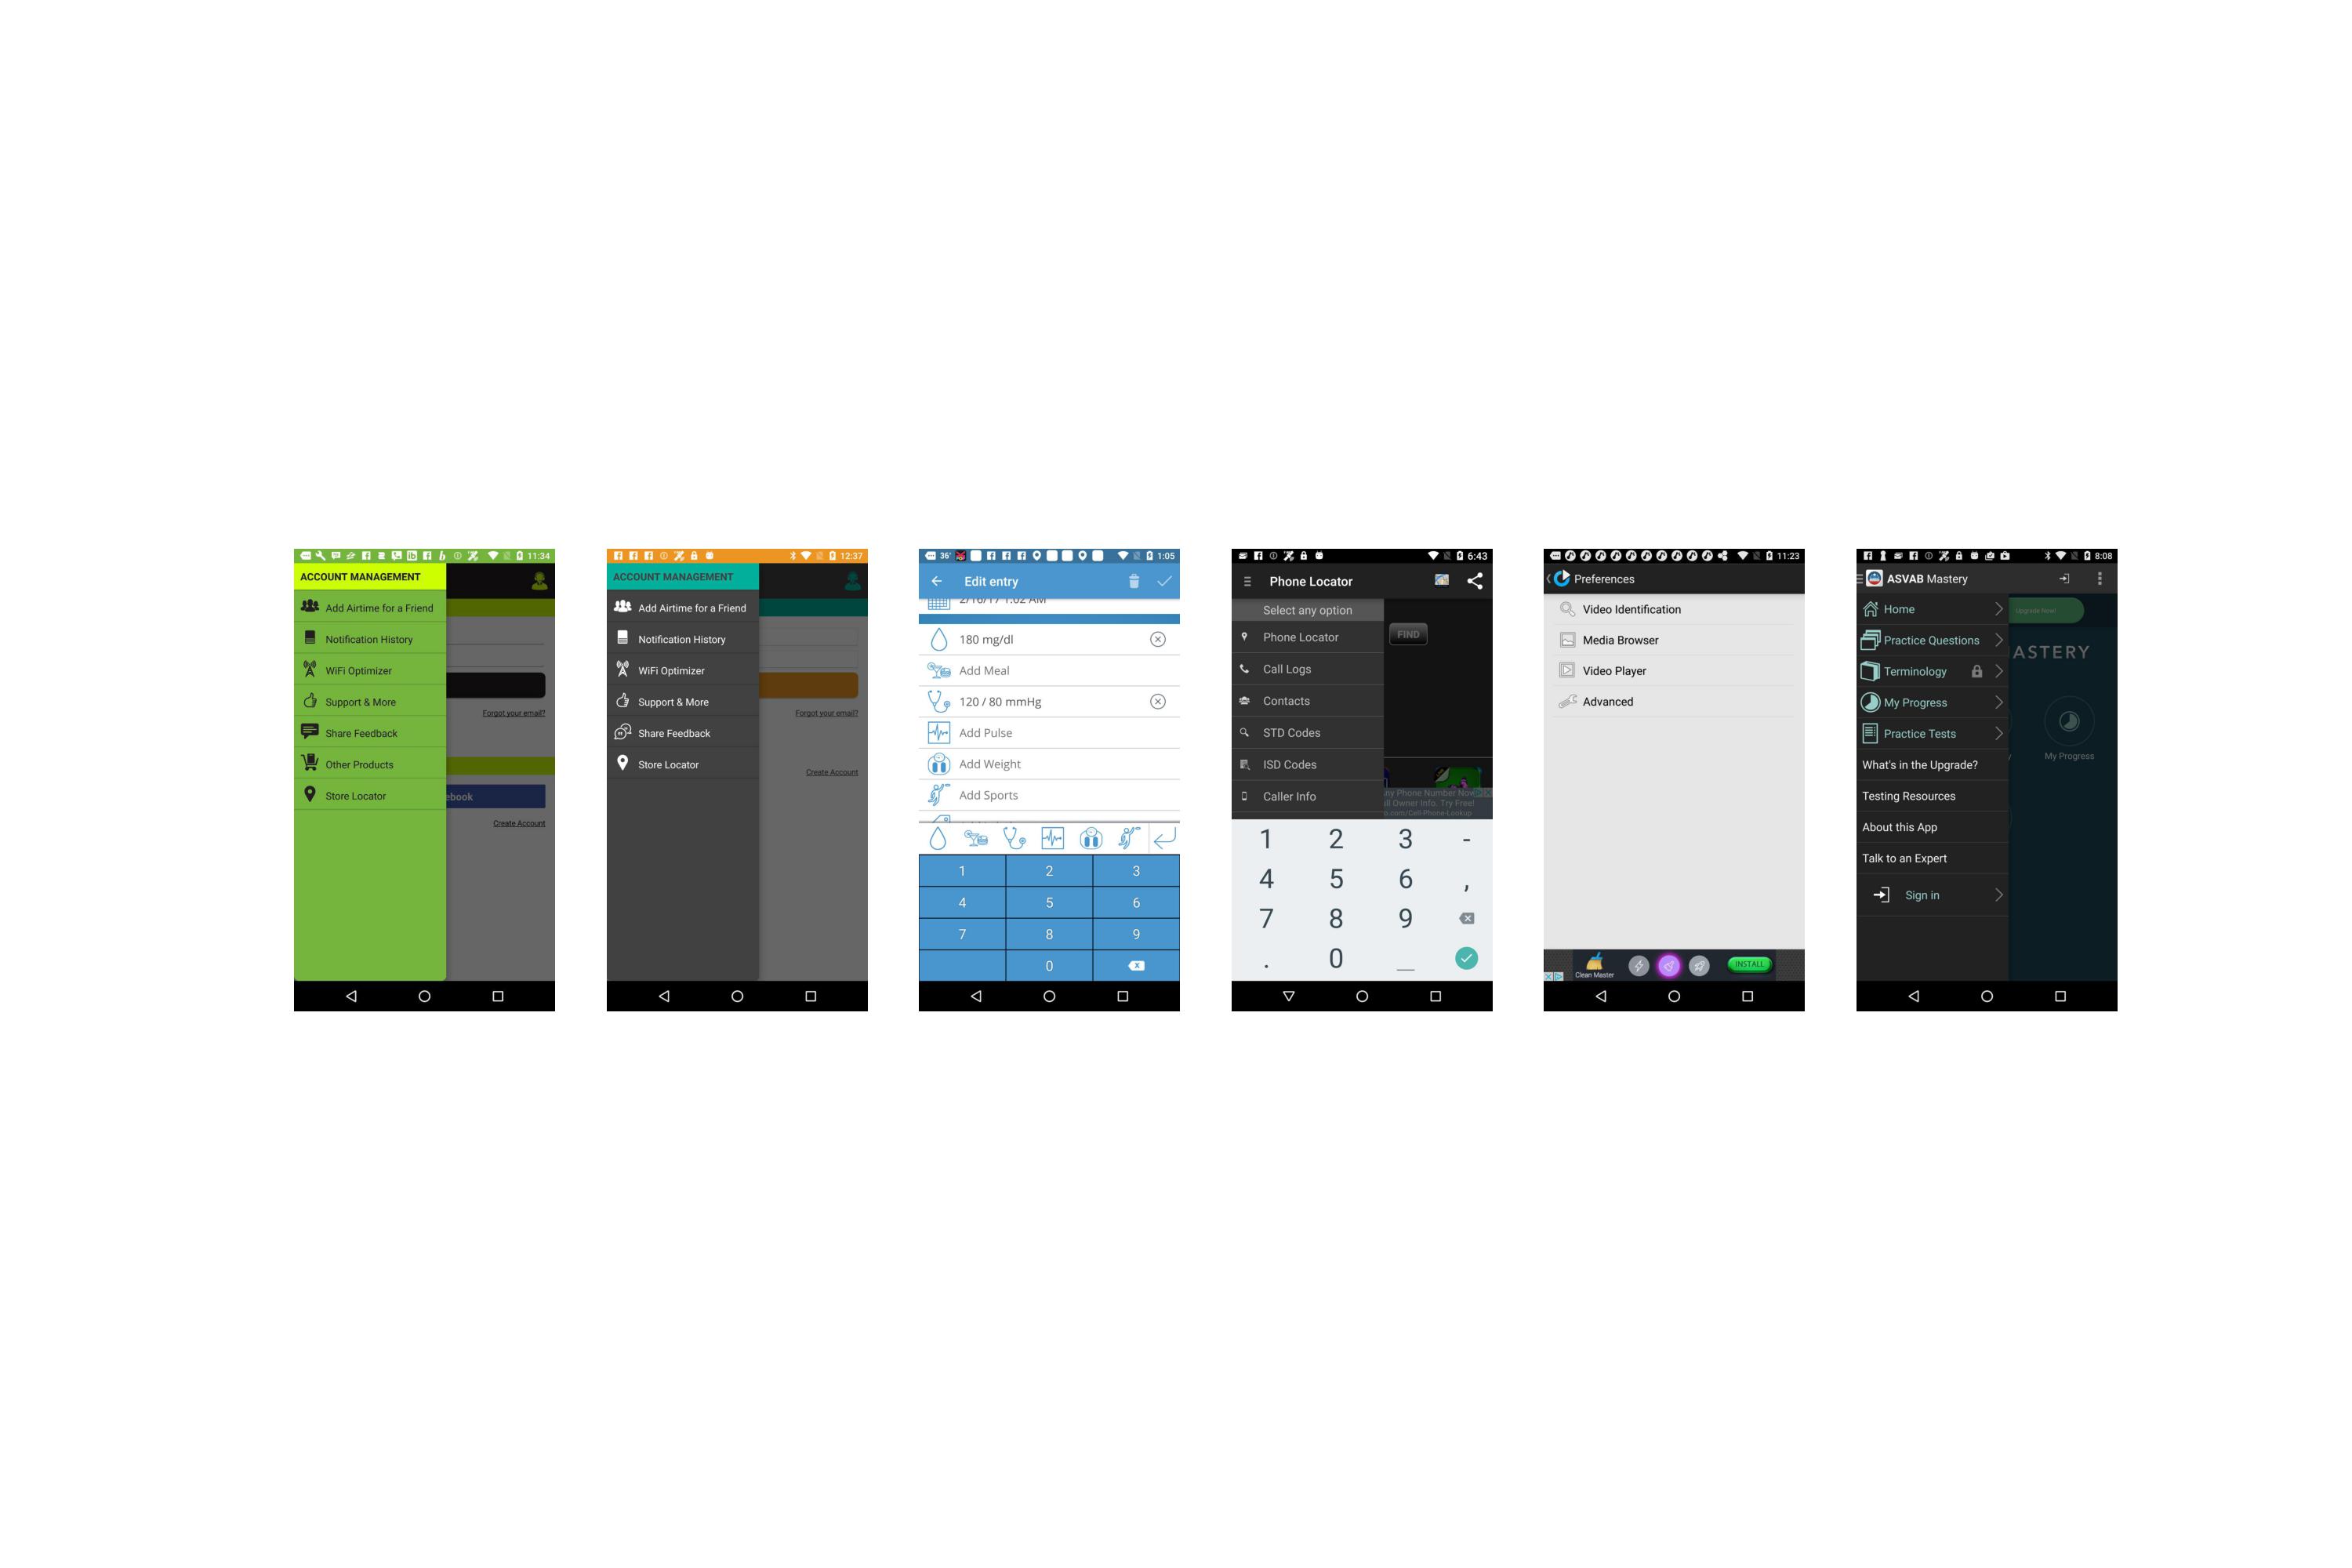 11:34
ACCOUNT MANAGEMENT
Add Airtime for a Friend
Notification History
WiFi Optimizer
Support & More
Forgot your email?
Share Feedback
Other Products
Store Locator
ebook
Create Account
12:37
ACCOUNT MANAGEMENT
Add Airtime for a Friend
Notification History
WiFi Optimizer
Support & More
Forgot your email?
Share Feedback
Store Locator
Create Account
36° 1:05
Edit entry
2/16/17 1:02 AM
180 mg/dl
Add Meal
120 / 80 mmHg
Add Pulse
Add Weight
Add Sports
1 2 3
4 5 6
7 8 9
0
6:43
Phone Locator
Select any option
Phone Locator
FIND
Call Logs
Contacts
STD Codes
ISD Codes
Caller Info
ny Phone Number Now
ll Owner Info. Try Free!
s.com/Cell-Phone-Lookup
1 2 3 -
4 5 6 ,
7 8 9
. 0 _
11:23
Preferences
Video Identification
Media Browser
Video Player
Advanced
Clean Master
INSTALL
8:08
ASVAB Mastery
Home
Upgrade Now!
Practice Questions
ASTERY
Terminology
My Progress
Practice Tests
My Progress
What's in the Upgrade?
Testing Resources
About this App
Talk to an Expert
Sign in